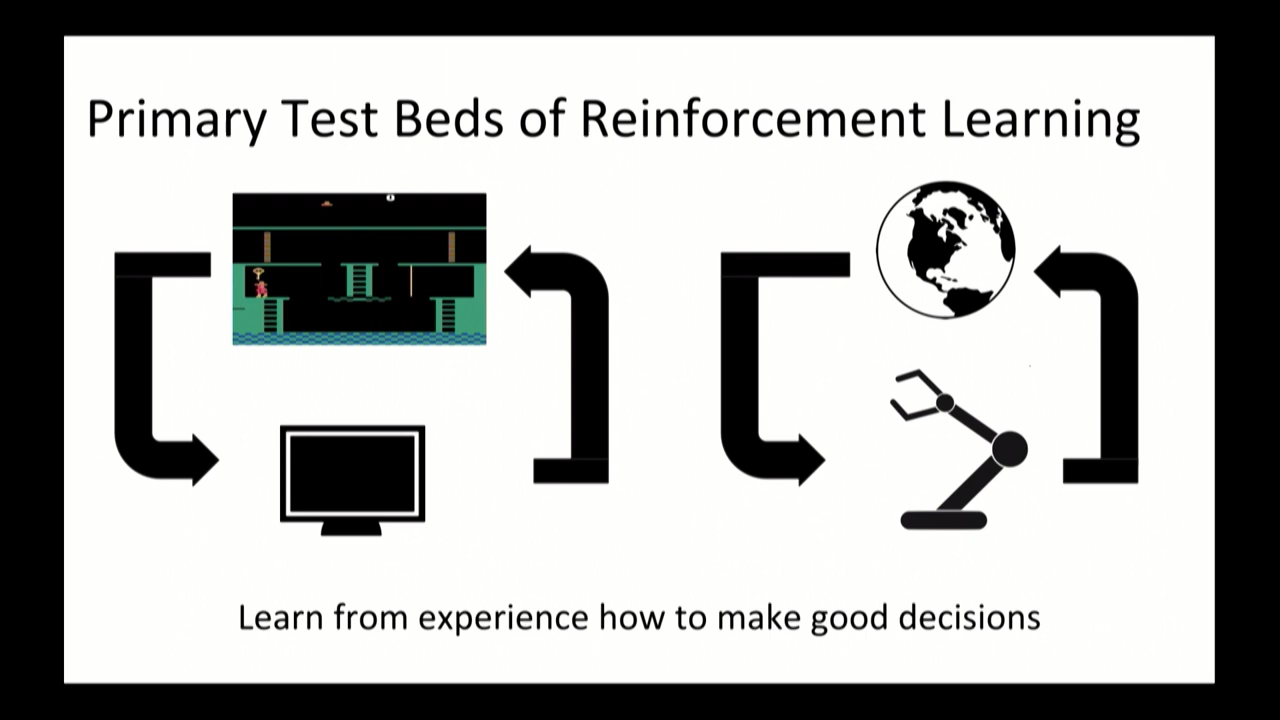 Primary Test Beds of Reinforcement Learning
Learn from experience how to make good decisions